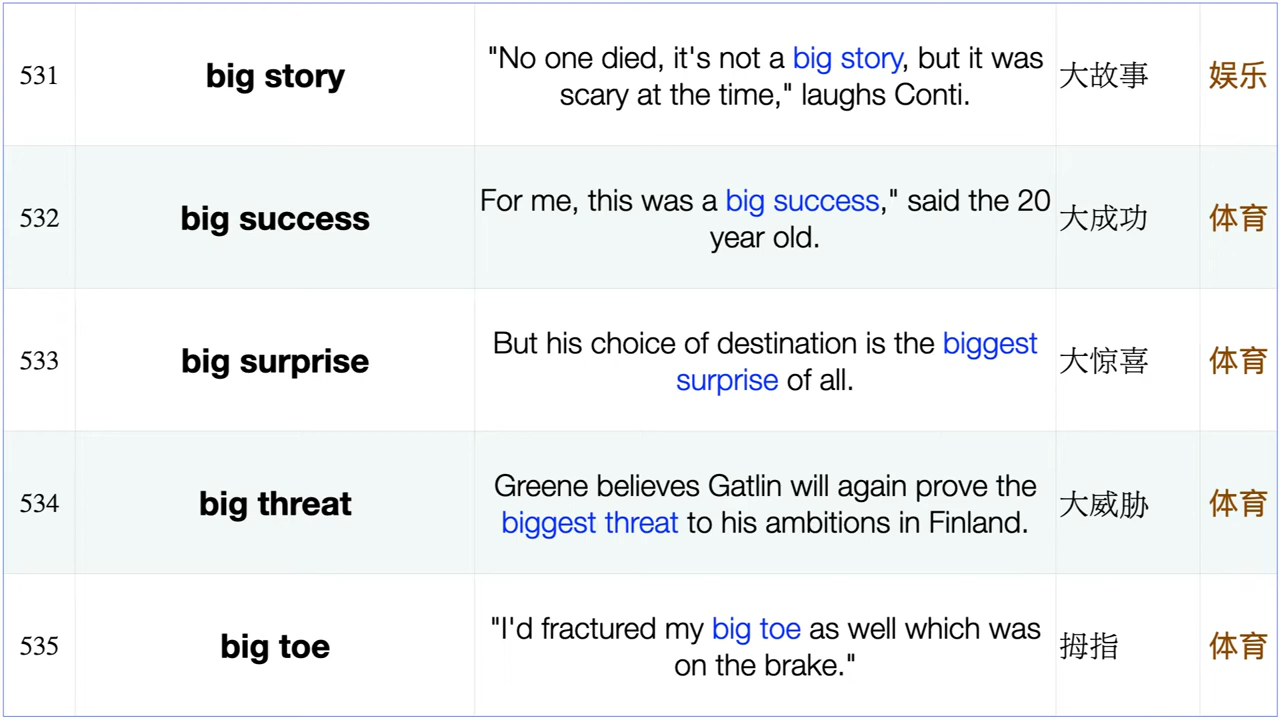 531 big story "No one died, it's not a big story, but it was 大故事 娱乐
scary at the time," laughs Conti.
532 big success For me, this was a big success," said the 20 大成功 体育
year old.
533 big surprise But his choice of destination is the biggest 大惊喜 体育
surprise of all.
534 big threat Greene believes Gatlin will again prove the 大威胁 体育
biggest threat to his ambitions in Finland.
535 big toe "I'd fractured my big toe as well which was 拇指 体育
on the brake."